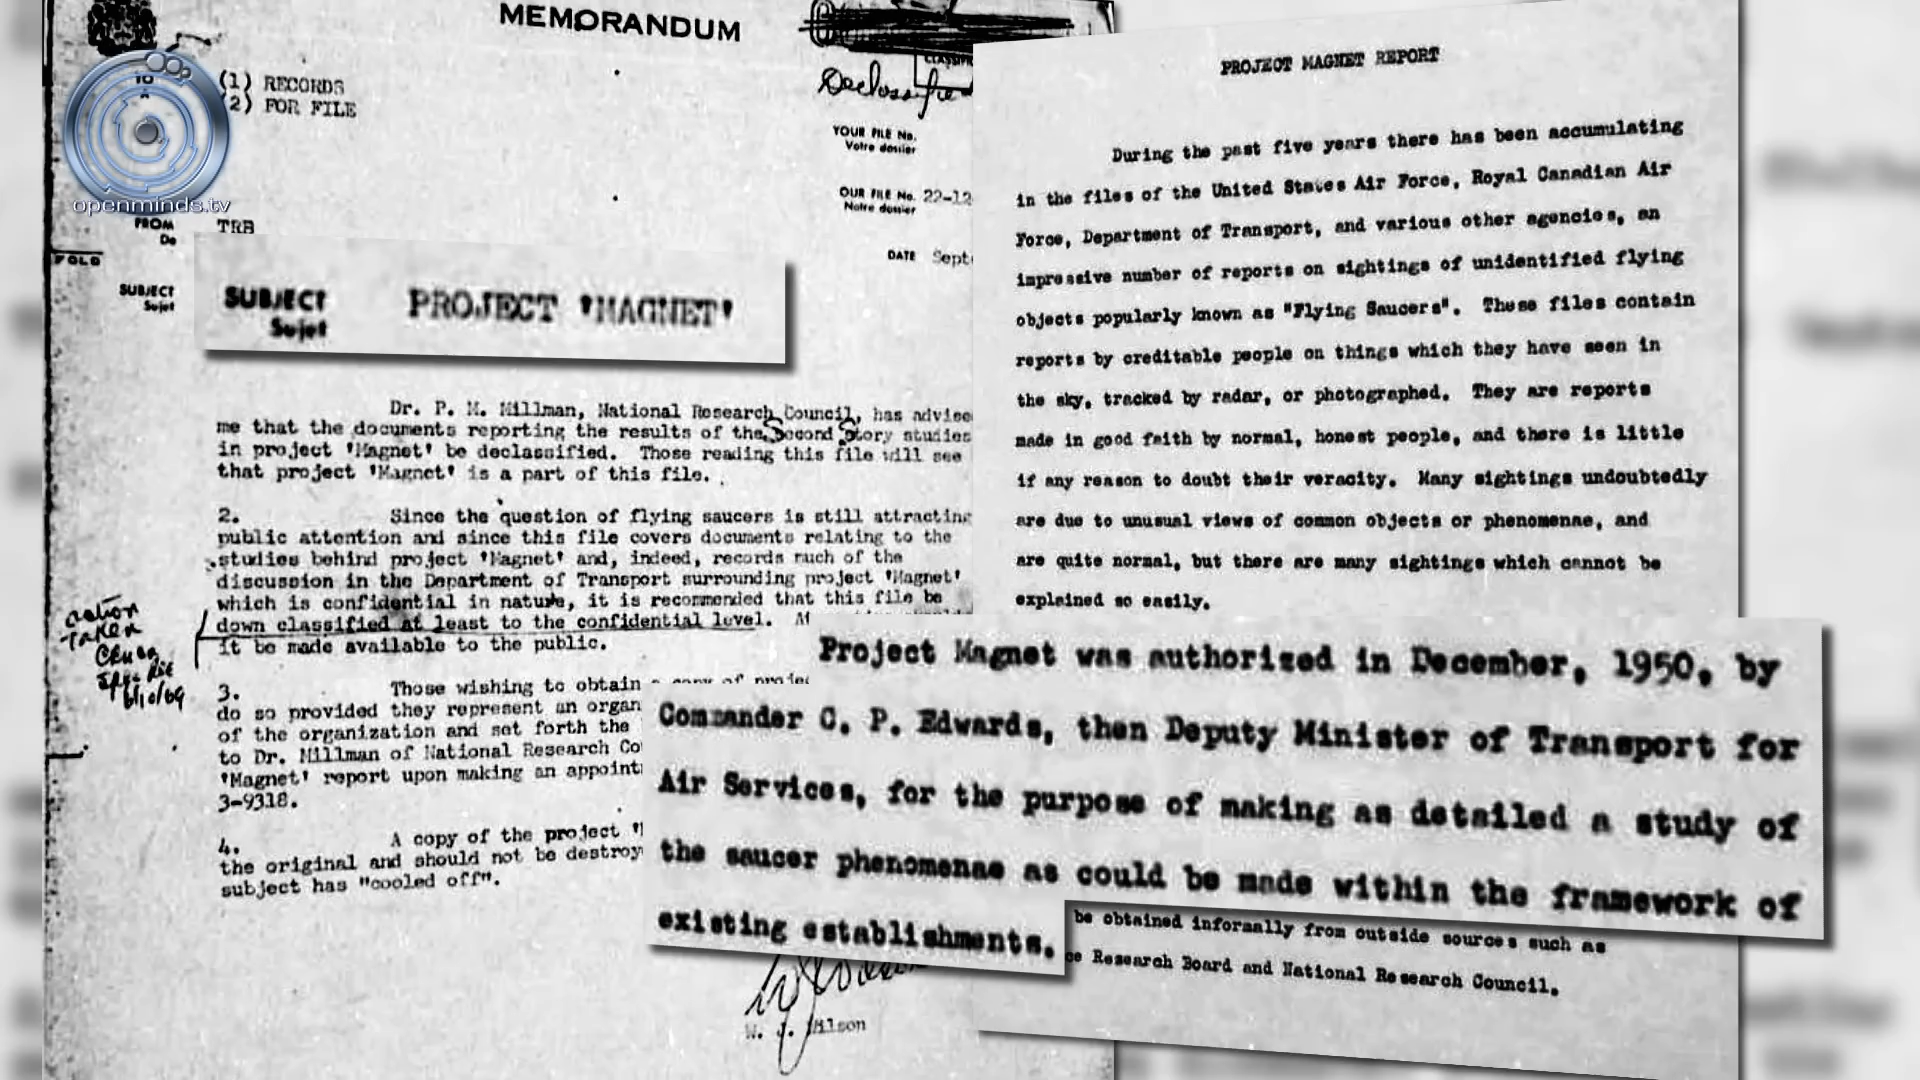 MEMORANDUM
CLASSIFI
Declassifie
TO
A
(1) RECORDS
(2) FOR FILE
openminds.tv
YOUR FILE No.
Votre dossier
OUR FILE No. 22-12
Notre dossier
FROM
De
TRB
DATE Sept
FOLD
SUBJECT
Sujet
SUBJECT PROJECT 'MAGNET'
Sujet
Dr. P. M. Millman, National Research Council, has advise
me that the documents reporting the results of the Second Story studies
in project 'Magnet' be declassified. Those reading this file will see
that project 'Magnet' is a part of this file.
2. Since the question of flying saucers is still attracting
public attention and since this file covers documents relating to the
studies behind project 'Magnet' and, indeed, records much of the
discussion in the Department of Transport surrounding project 'Magnet'
which is confidential in nature, it is recommended that this file be
down classified at least to the confidential level. At
it be made available to the public.
action
Taken
6/10/69
3. Those wishing to obtain a copy of projec
do so provided they represent an organ
of the organization and set forth the
to Dr. Millman of National Research Co
'Magnet' report upon making an appoint
3-9318.
4. A copy of the project '
the original and should not be destroy
subject has "cooled off".
W. J. Wilson
PROJECT MAGNET REPORT
During the past five years there has been accumulating
in the files of the United States Air Force, Royal Canadian Air
Force, Department of Transport, and various other agencies, an
impressive number of reports on sightings of unidentified flying
objects popularly known as "Flying Saucers". These files contain
reports by creditable people on things which they have seen in
the sky, tracked by radar, or photographed. They are reports
made in good faith by normal, honest people, and there is little
if any reason to doubt their veracity. Many sightings undoubtedly
are due to unusual views of common objects or phenomenae, and
are quite normal, but there are many sightings which cannot be
explained so easily.
Project Magnet was authorized in December, 1950, by
Commander C. P. Edwards, then Deputy Minister of Transport for
Air Services, for the purpose of making as detailed a study of
the saucer phenomenae as could be made within the framework of
existing establishments.
be obtained informally from outside sources such as
ce Research Board and National Research Council.